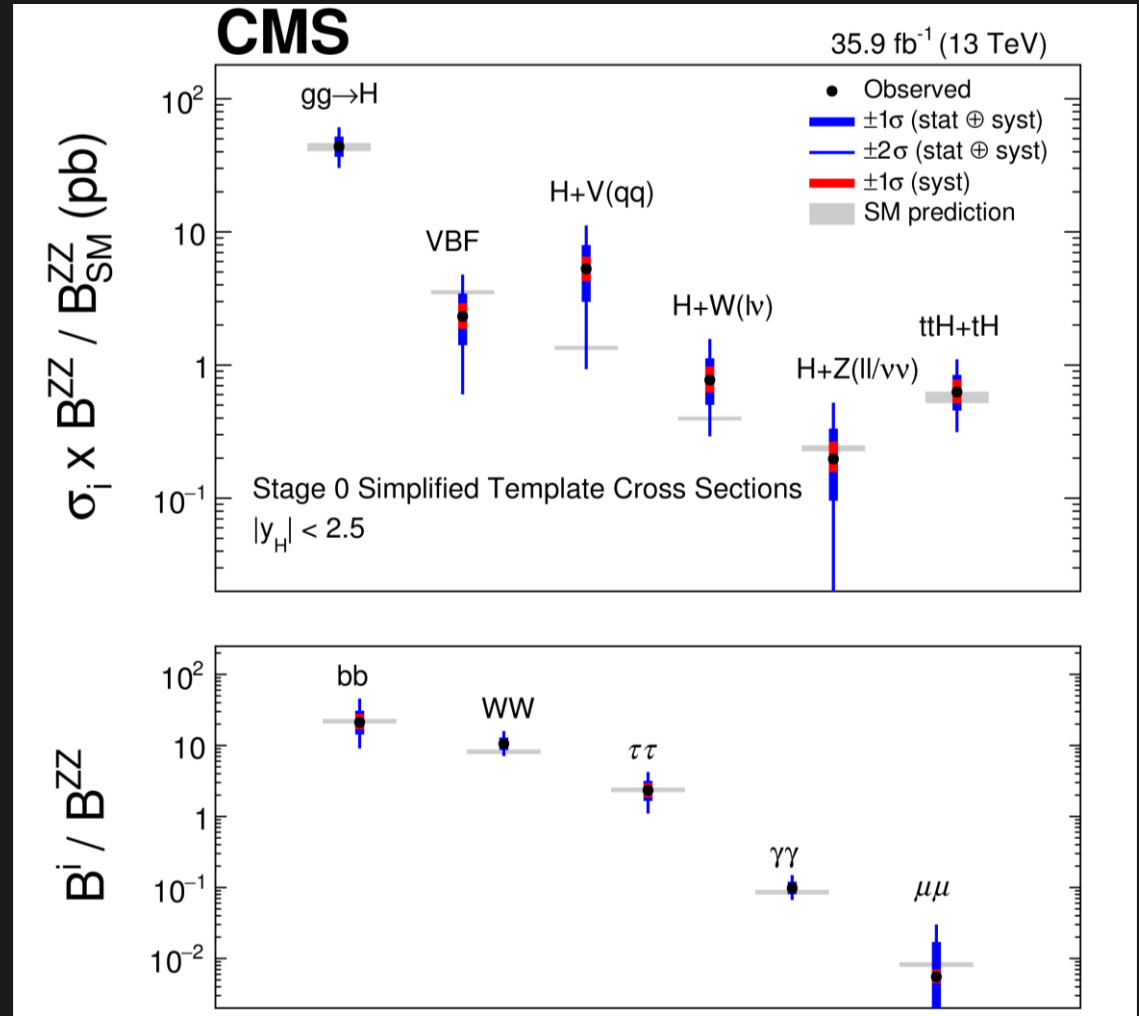 CMS
35.9 fb⁻¹ (13 TeV)
σᵢ x B^ZZ / B^ZZ_SM (pb)
10²
10
1
10⁻¹
gg→H
VBF
H+V(qq)
H+W(lν)
H+Z(ll/νν)
ttH+tH
Observed
±1σ (stat ⊕ syst)
±2σ (stat ⊕ syst)
±1σ (syst)
SM prediction
Stage 0 Simplified Template Cross Sections
|y_H| < 2.5
Bⁱ / B^ZZ
10²
10
1
10⁻¹
10⁻²
bb
WW
ττ
γγ
μμ